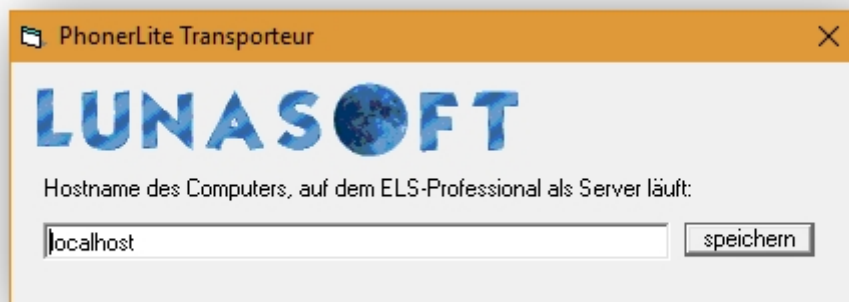 PhonerLite Transporteur
LUNASOFT
Hostname des Computers, auf dem ELS-Professional als Server läuft:
localhost
speichern